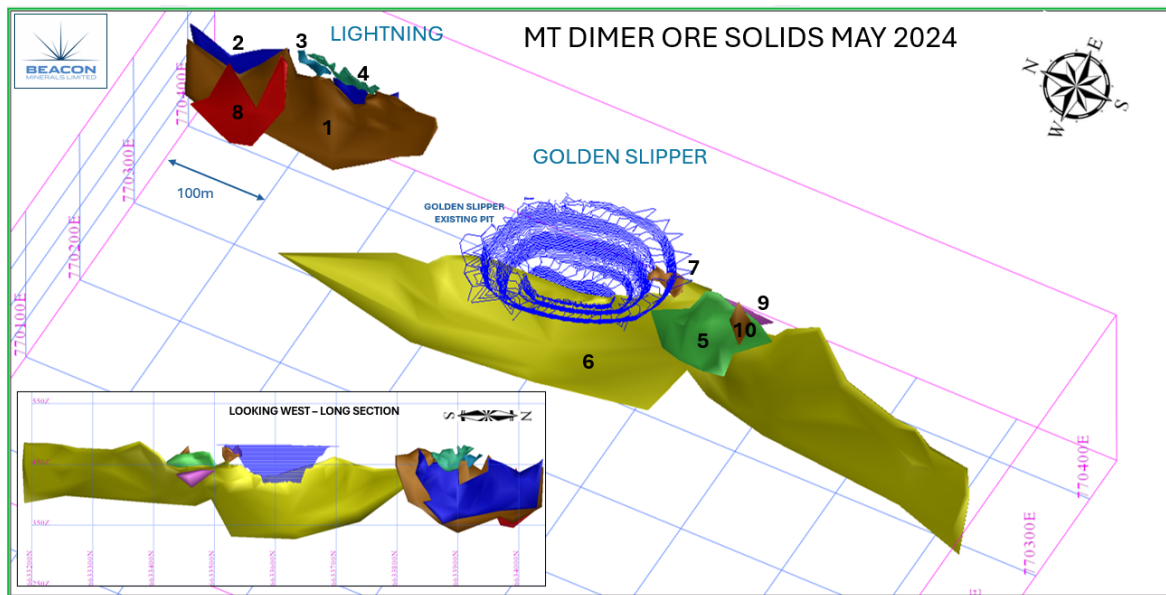 BEACON
MINERALS LIMITED
LIGHTNING
MT DIMER ORE SOLIDS MAY 2024
N
E
S
W
2
3
4
8
1
770400E
770300E
770200E
770100E
100m
GOLDEN SLIPPER
GOLDEN SLIPPER
EXISTING PIT
7
9
5
10
6
770400E
770300E
LOOKING WEST – LONG SECTION
S
N
550Z
350Z